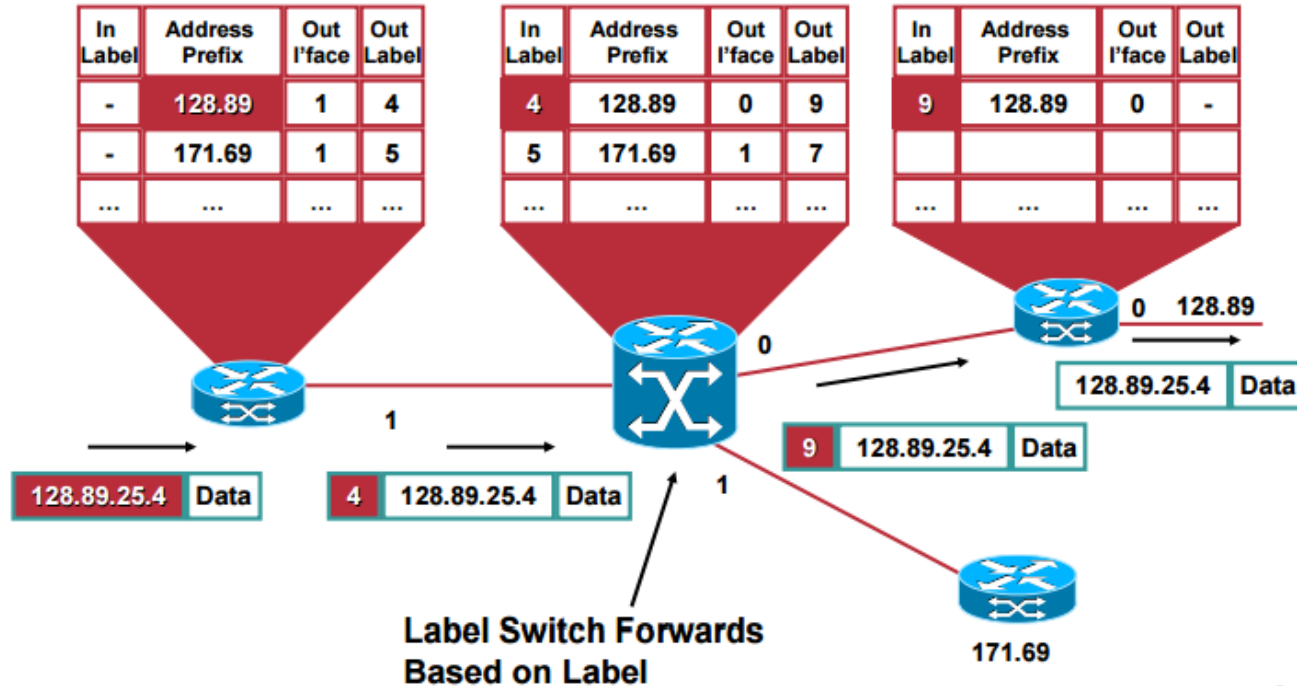 In Label Address Prefix Out I'face Out Label
- 128.89 1 4
- 171.69 1 5
... ... ... ...
In Label Address Prefix Out I'face Out Label
4 128.89 0 9
5 171.69 1 7
... ... ... ...
In Label Address Prefix Out I'face Out Label
9 128.89 0 -
... ... ... ...
0 128.89
0
128.89.25.4 Data
1
9 128.89.25.4 Data
128.89.25.4 Data
4 128.89.25.4 Data
1
Label Switch Forwards
Based on Label
171.69